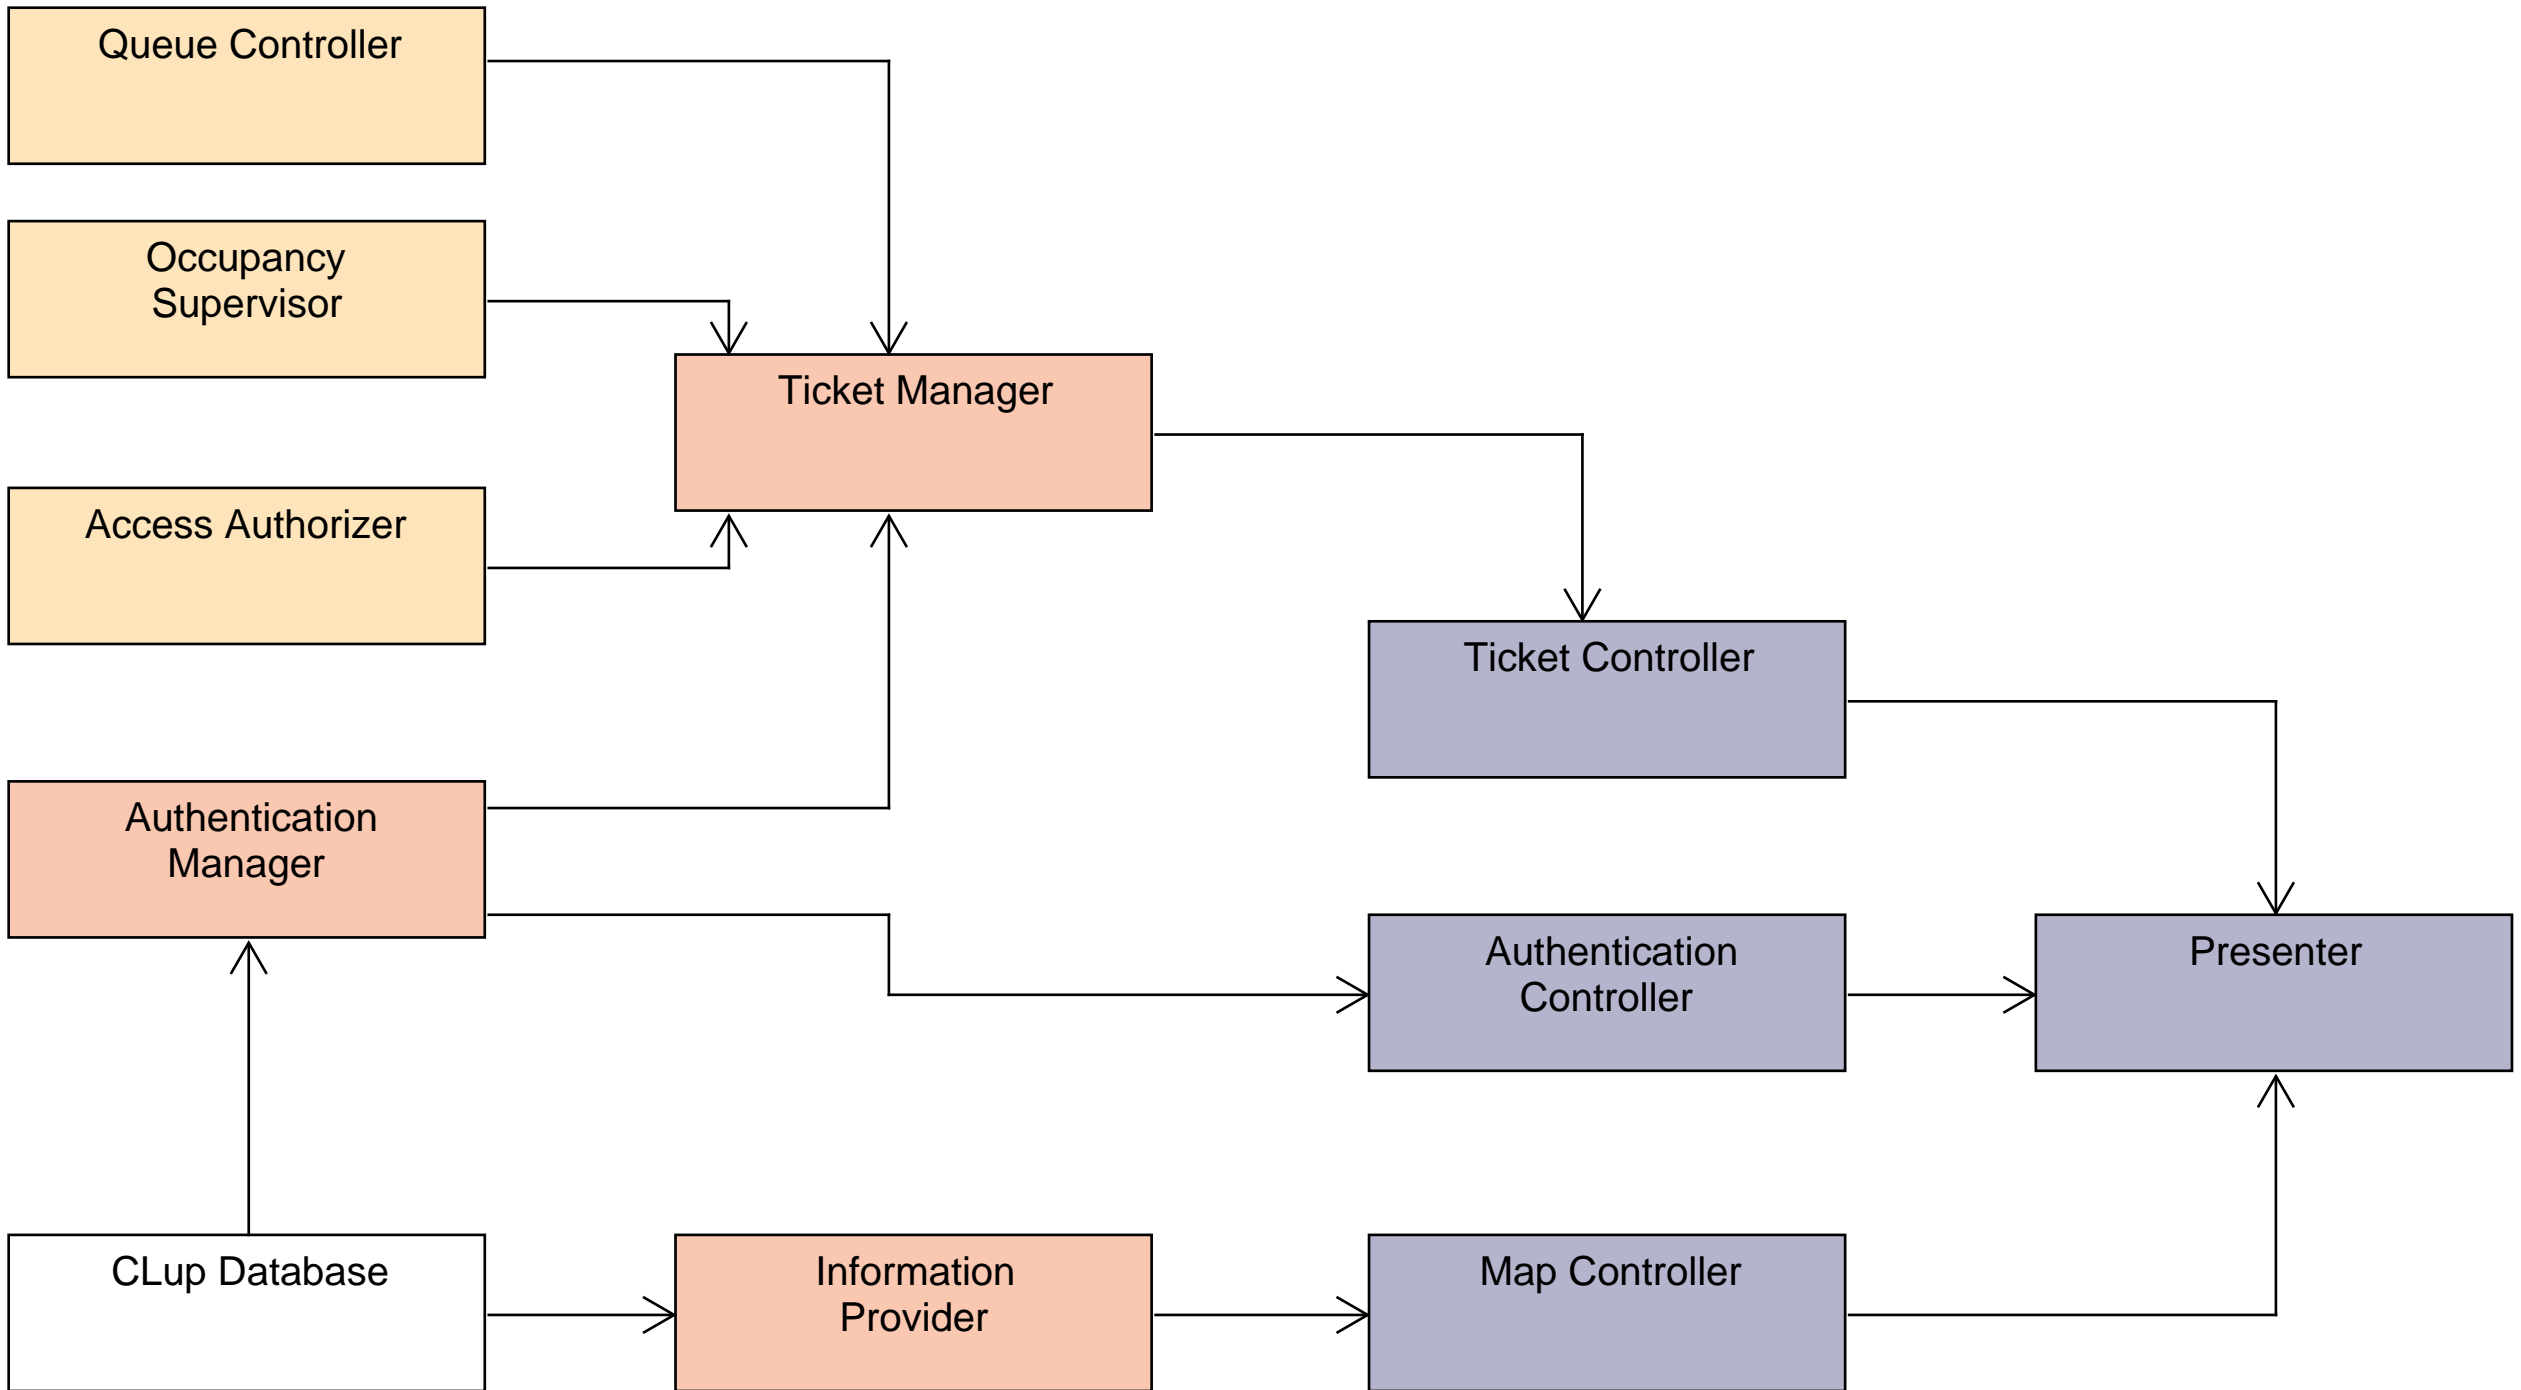 Queue Controller
Occupancy
Supervisor
Ticket Manager
Access Authorizer
Ticket Controller
Authentication
Manager
Authentication
Controller
Presenter
CLup Database
Information
Provider
Map Controller